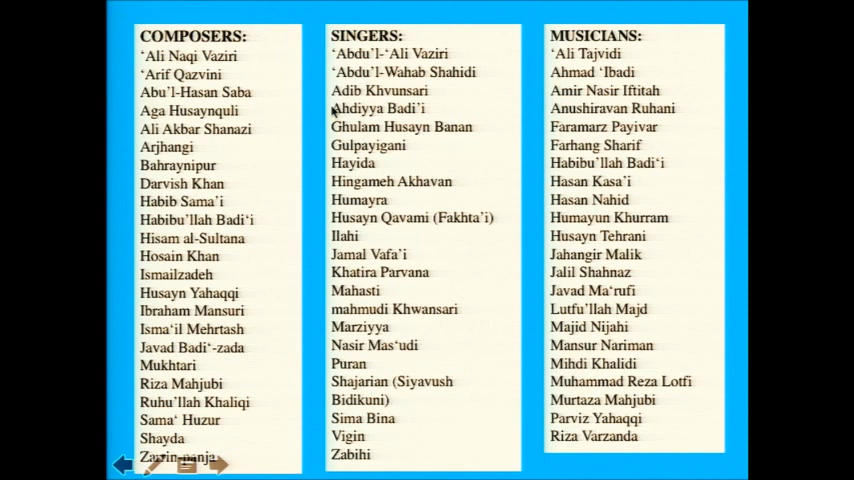 COMPOSERS:
‘Ali Naqi Vaziri
‘Arif Qazvini
Abu’l-Hasan Saba
Aga Husaynquli
Ali Akbar Shanazi
Arjhangi
Bahraynipur
Darvish Khan
Habib Sama’i
Habibu’llah Badi‘i
Hisam al-Sultana
Hosain Khan
Ismailzadeh
Husayn Yahaqqi
Ibraham Mansuri
Isma‘il Mehrtash
Javad Badi‘-zada
Mukhtari
Riza Mahjubi
Ruhu’llah Khaliqi
Sama‘ Huzur
Shayda
Zarrin-panja
SINGERS:
‘Abdu’l-‘Ali Vaziri
‘Abdu’l-Wahab Shahidi
Adib Khvunsari
Ahdiyya Badi’i
Ghulam Husayn Banan
Gulpayigani
Hayida
Hingameh Akhavan
Humayra
Husayn Qavami (Fakhta’i)
Ilahi
Jamal Vafa’i
Khatira Parvana
Mahasti
mahmudi Khwansari
Marziyya
Nasir Mas‘udi
Puran
Shajarian (Siyavush
Bidikuni)
Sima Bina
Vigin
Zabihi
MUSICIANS:
‘Ali Tajvidi
Ahmad ‘Ibadi
Amir Nasir Iftitah
Anushiravan Ruhani
Faramarz Payivar
Farhang Sharif
Habibu’llah Badi‘i
Hasan Kasa’i
Hasan Nahid
Humayun Khurram
Husayn Tehrani
Jahangir Malik
Jalil Shahnaz
Javad Ma‘rufi
Lutfu’llah Majd
Majid Nijahi
Mansur Nariman
Mihdi Khalidi
Muhammad Reza Lotfi
Murtaza Mahjubi
Parviz Yahaqqi
Riza Varzanda